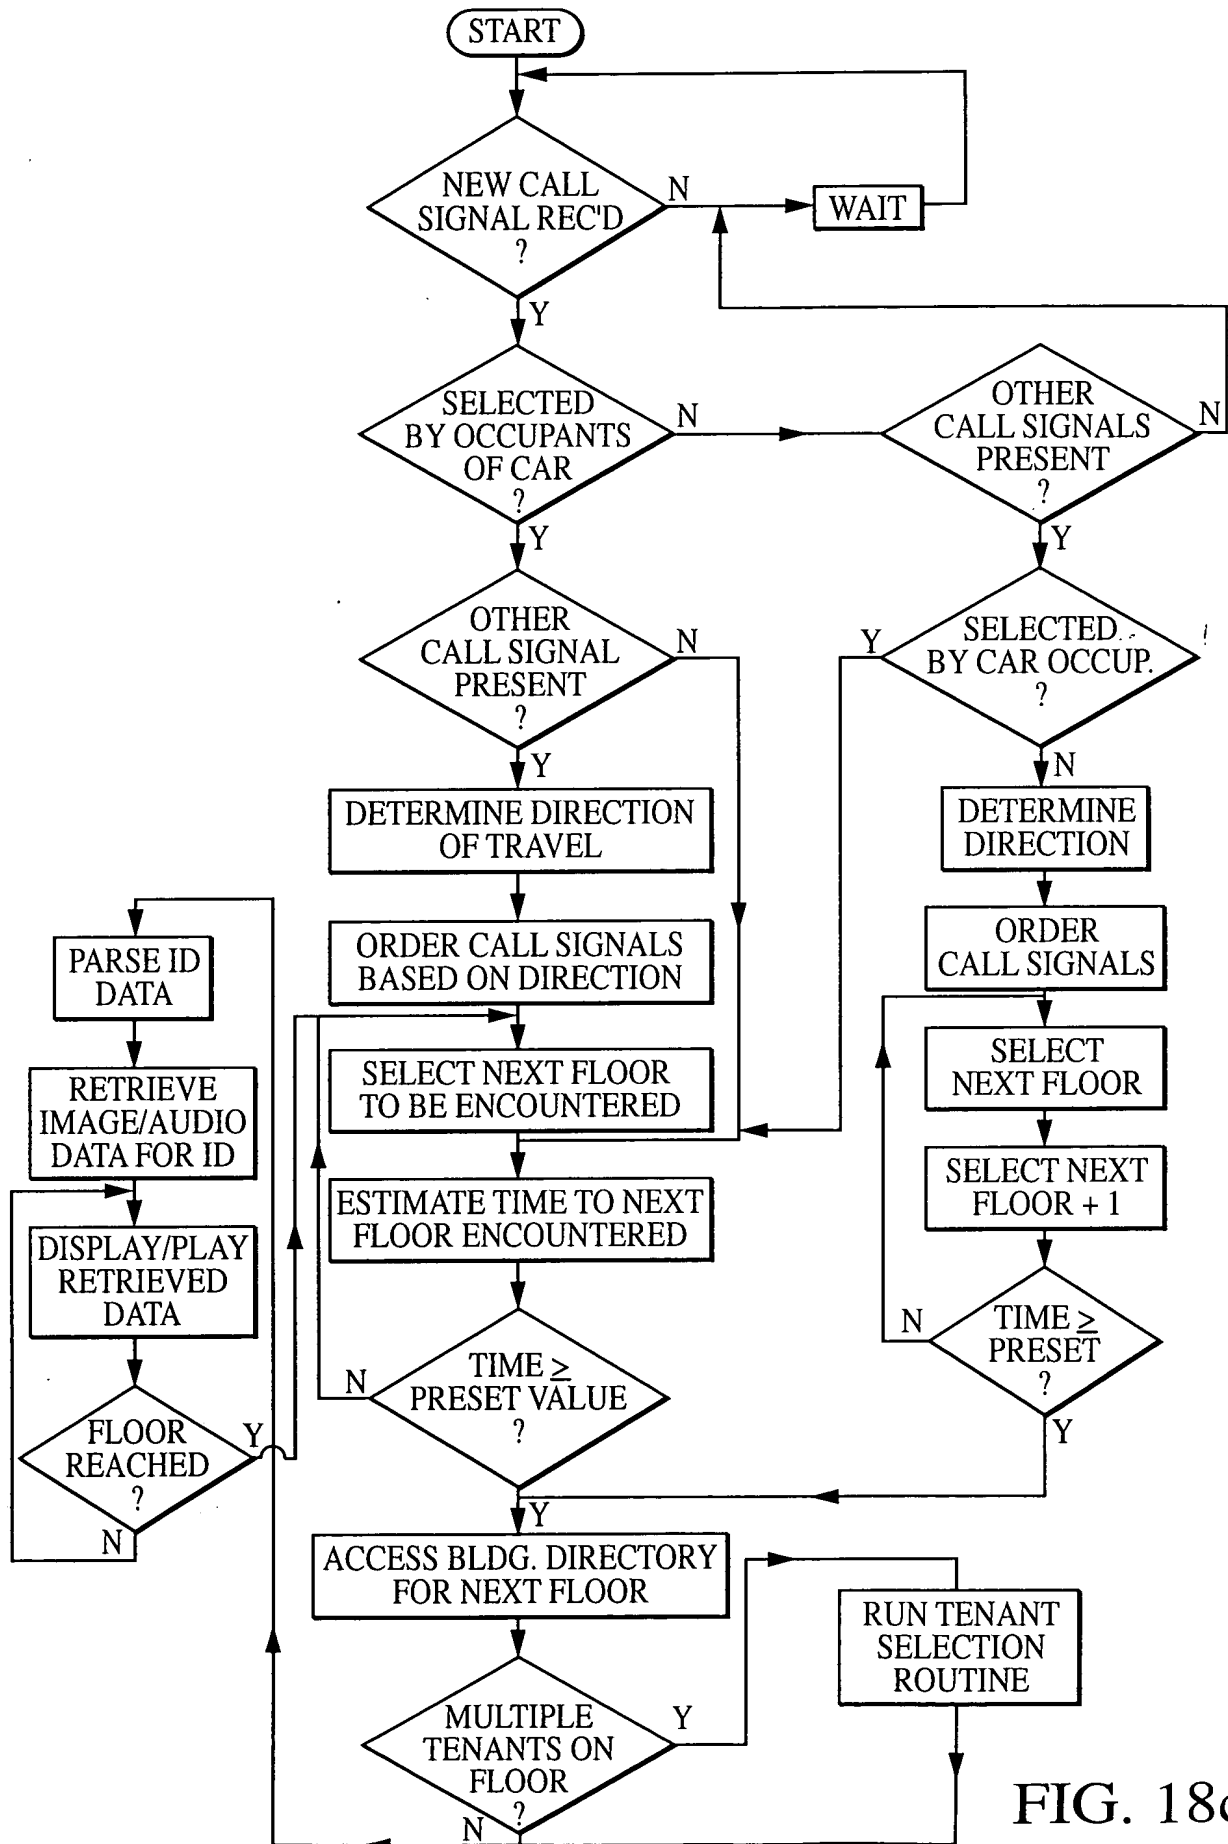 START
NEW CALL
SIGNAL REC'D
?
N
WAIT
Y
SELECTED
BY OCCUPANTS
OF CAR
?
N
OTHER
CALL SIGNALS
PRESENT
?
N
Y
Y
OTHER
CALL SIGNAL
PRESENT
?
N
Y
SELECTED
BY CAR OCCUP.
?
Y
N
DETERMINE DIRECTION
OF TRAVEL
DETERMINE
DIRECTION
ORDER CALL SIGNALS
BASED ON DIRECTION
ORDER
CALL SIGNALS
PARSE ID
DATA
SELECT NEXT FLOOR
TO BE ENCOUNTERED
SELECT
NEXT FLOOR
RETRIEVE
IMAGE/AUDIO
DATA FOR ID
ESTIMATE TIME TO NEXT
FLOOR ENCOUNTERED
SELECT NEXT
FLOOR + 1
DISPLAY/PLAY
RETRIEVED
DATA
TIME ≥
PRESET VALUE
?
N
N
TIME ≥
PRESET
?
FLOOR
REACHED
?
Y
N
Y
Y
ACCESS BLDG. DIRECTORY
FOR NEXT FLOOR
RUN TENANT
SELECTION
ROUTINE
MULTIPLE
TENANTS ON
FLOOR
?
Y
N
FIG. 18